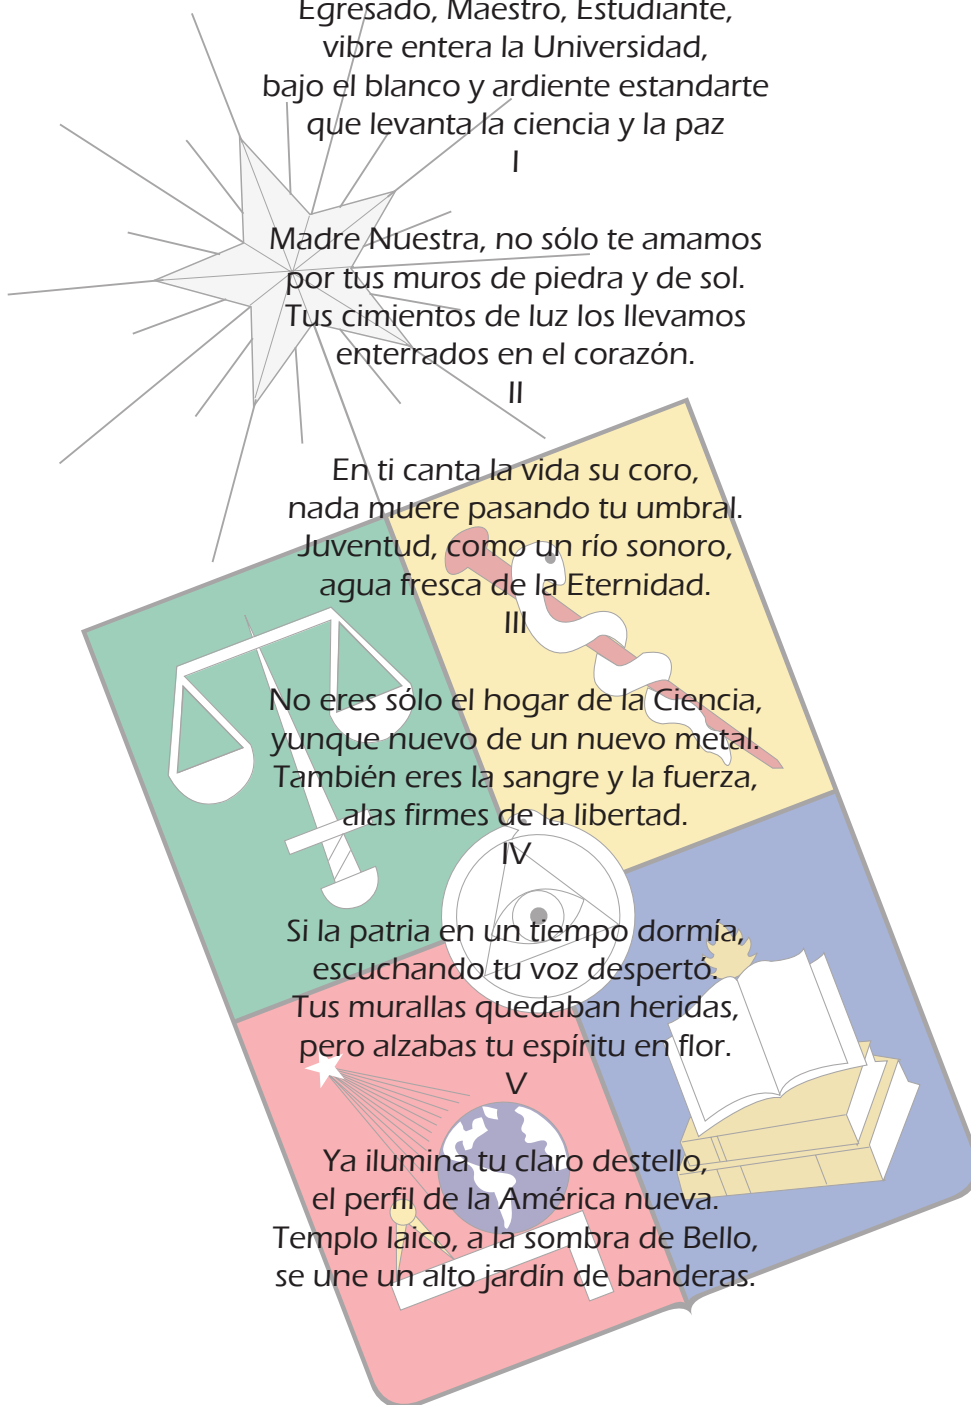 Egresado, Maestro, Estudiante,
vibre entera la Universidad,
bajo el blanco y ardiente estandarte
que levanta la ciencia y la paz
I
Madre Nuestra, no sólo te amamos
por tus muros de piedra y de sol.
Tus cimientos de luz los llevamos
enterrados en el corazón.
II
En ti canta la vida su coro,
nada muere pasando tu umbral.
Juventud, como un río sonoro,
agua fresca de la Eternidad.
III
No eres sólo el hogar de la Ciencia,
yunque nuevo de un nuevo metal.
También eres la sangre y la fuerza,
alas firmes de la libertad.
IV
Si la patria en un tiempo dormía,
escuchando tu voz despertó.
Tus murallas quedaban heridas,
pero alzabas tu espíritu en flor.
V
Ya ilumina tu claro destello,
el perfil de la América nueva.
Templo laico, a la sombra de Bello,
se une un alto jardín de banderas.